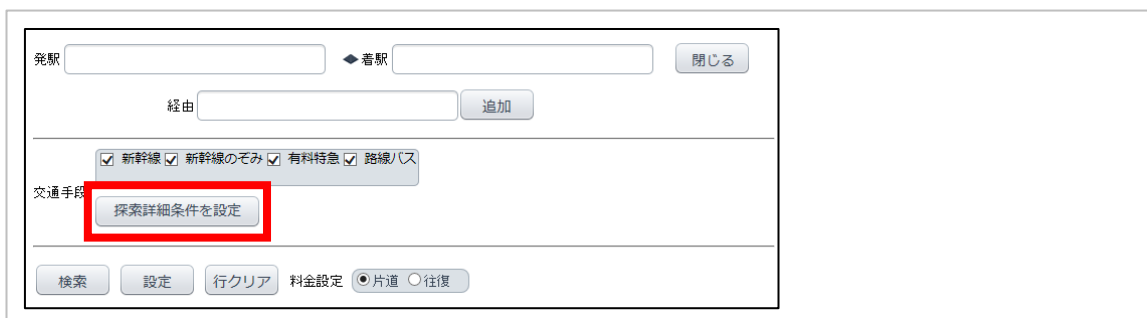 発駅 ◆着駅 閉じる
経由 追加
新幹線 新幹線のぞみ 有料特急 路線バス
交通手段
探索詳細条件を設定
検索 設定 行クリア 料金設定 片道 往復